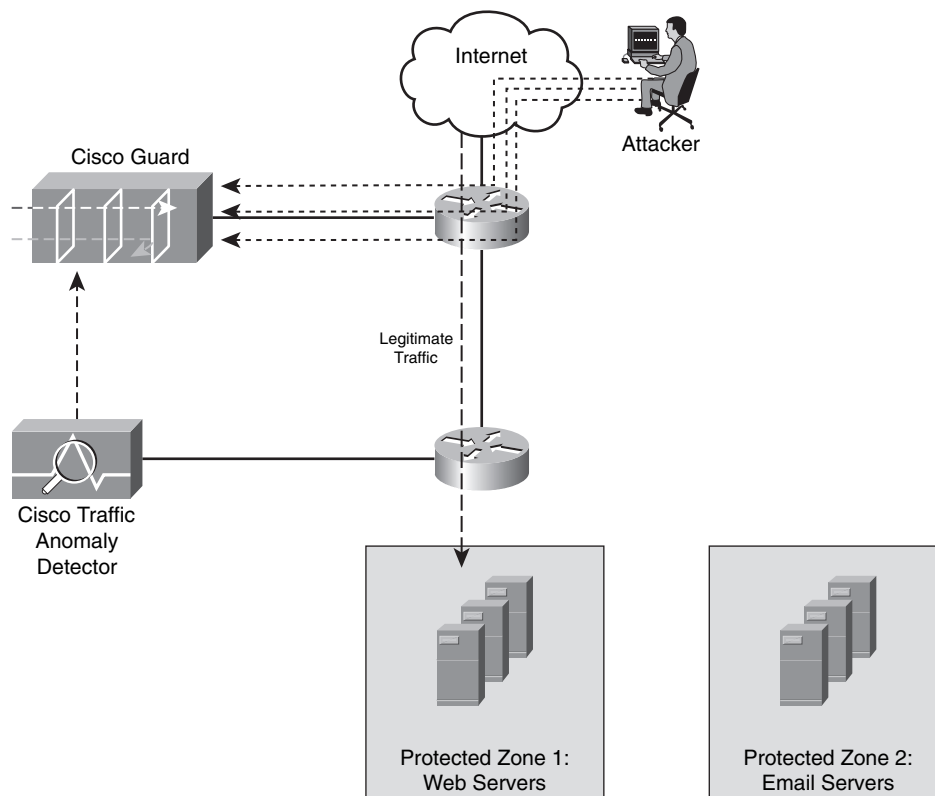 Internet
Attacker
Cisco Guard
Legitimate
Traffic
Cisco Traffic
Anomaly
Detector
Protected Zone 1:
Web Servers
Protected Zone 2:
Email Servers